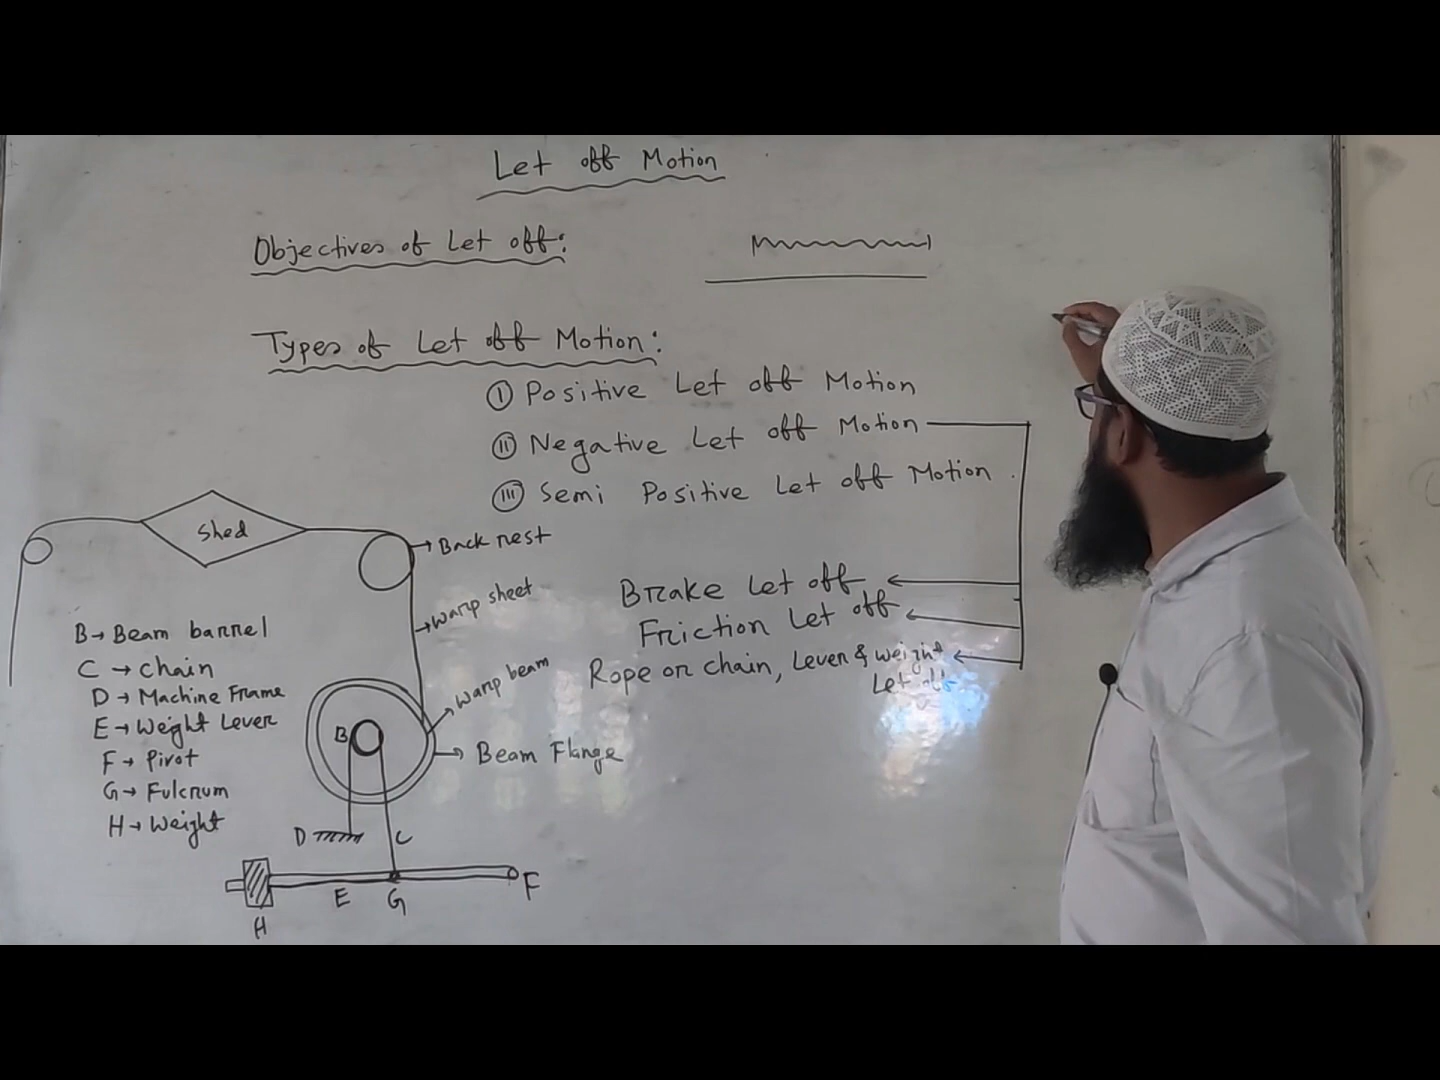 Let off Motion
Objectives of Let off:
Types of Let off Motion:
I Positive Let off Motion
II Negative Let off Motion
III Semi Positive Let off Motion
Shed
Back rest
Warp sheet
Brake Let off
Friction Let off
Rope or chain, Lever & weight
Let off
B → Beam barrel
C → chain
D → Machine Frame
E → Weight Lever
F → Pivot
G → Fulcrum
H → Weight
Warp beam
B
Beam Flange
D
C
E
G
F
H